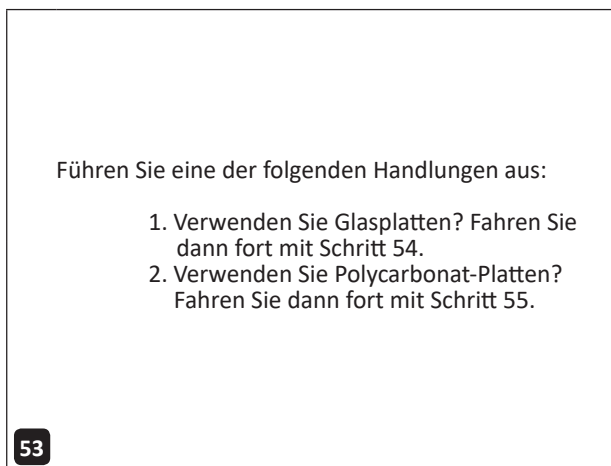 Führen Sie eine der folgenden Handlungen aus:
1. Verwenden Sie Glasplatten? Fahren Sie
dann fort mit Schritt 54.
2. Verwenden Sie Polycarbonat-Platten?
Fahren Sie dann fort mit Schritt 55.
53